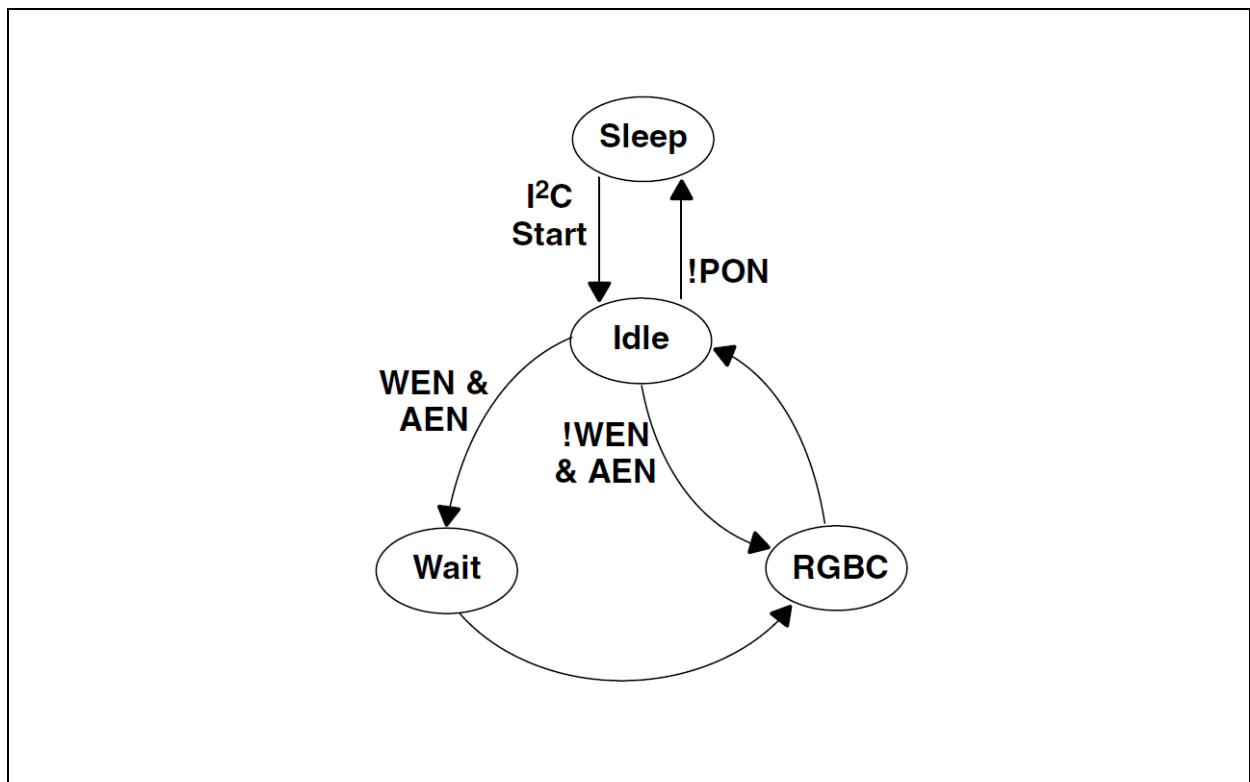 Sleep
I²C
Start
!PON
Idle
WEN &
AEN
!WEN
& AEN
Wait
RGBC